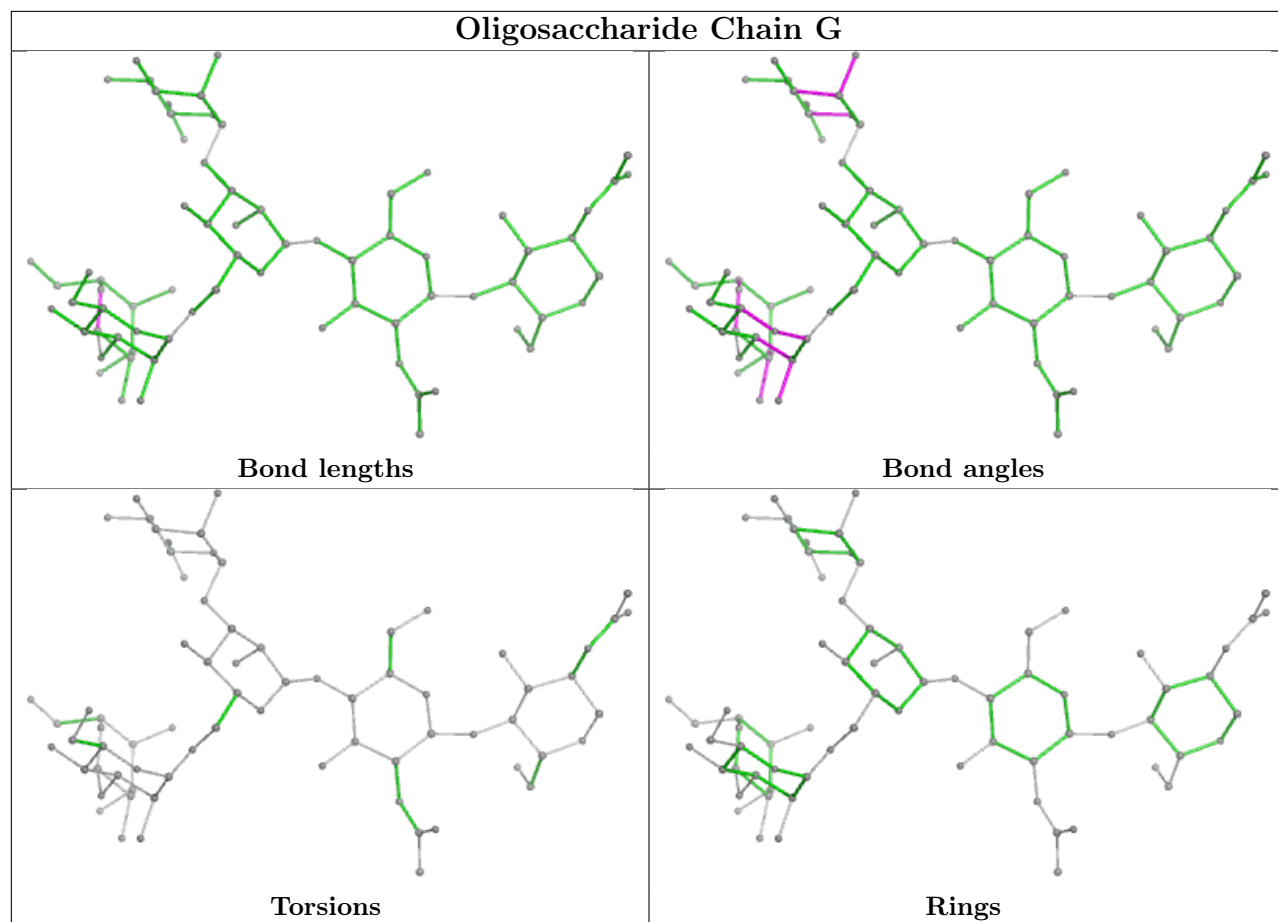 Oligosaccharide Chain G
Bond lengths
Bond angles
Torsions
Rings